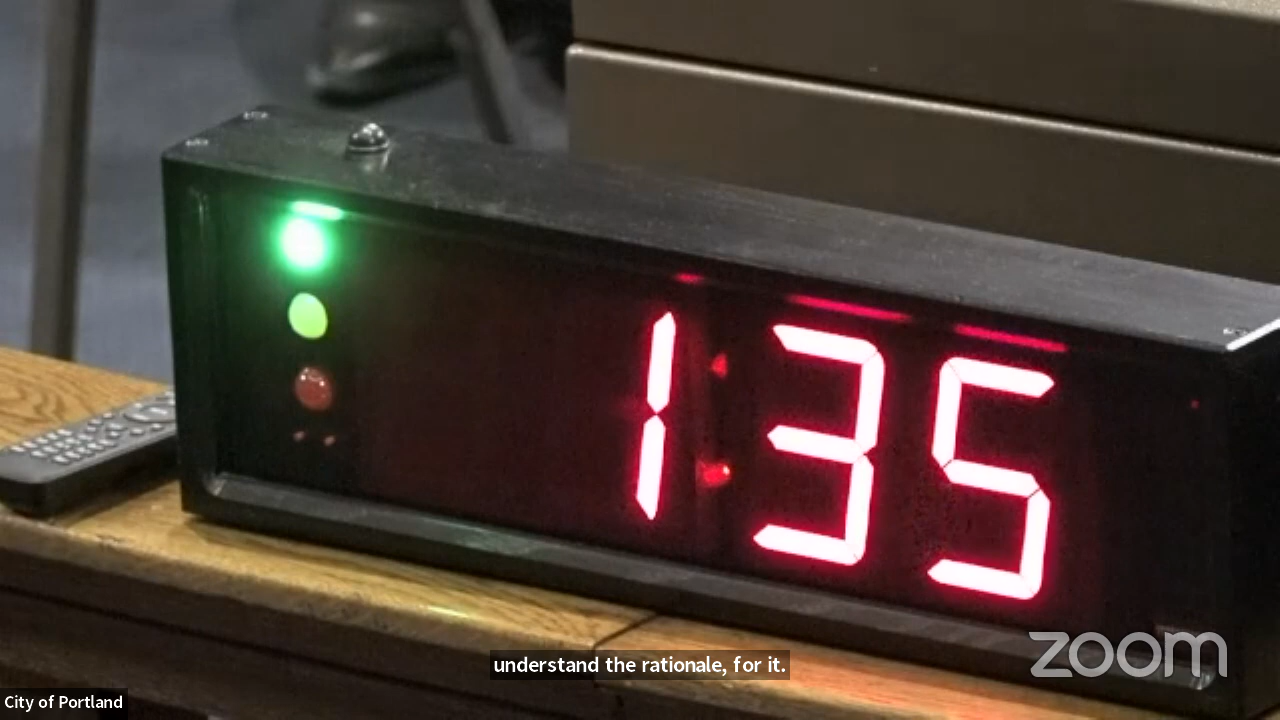 1:35
understand the rationale, for it.
zoom
City of Portland